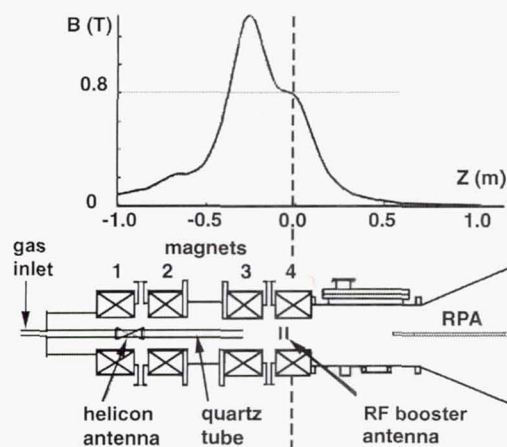 B (T)
0.8
0
Z (m)
-1.0
-0.5
0.0
0.5
1.0
magnets
gas
inlet
1
2
3
4
RPA
helicon
antenna
quartz
tube
RF booster
antenna